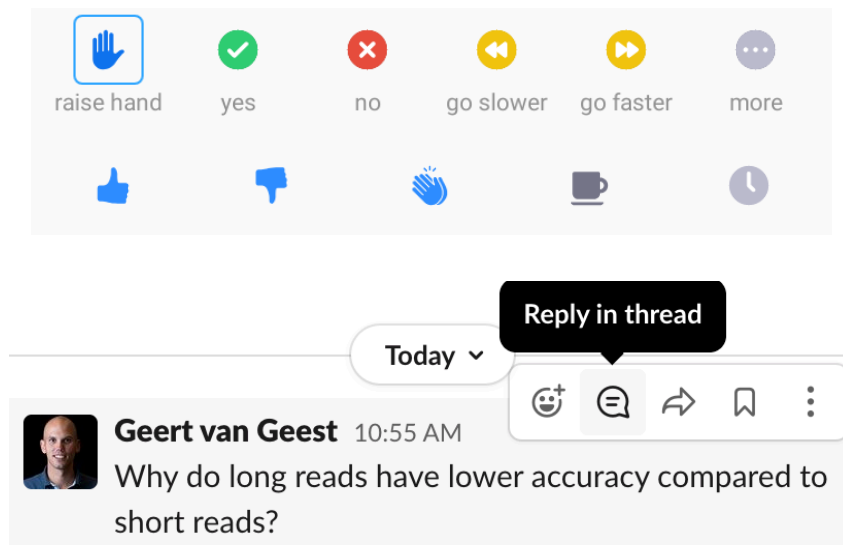 raise hand yes no go slower go faster more
Reply in thread
Today
Geert van Geest 10:55 AM
Why do long reads have lower accuracy compared to
short reads?